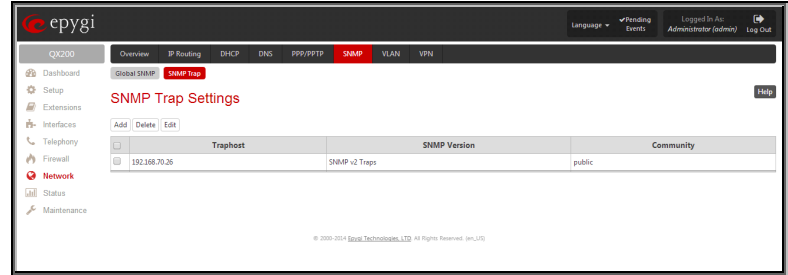 epygi
Language
Pending Events
Logged In As:
Administrator (admin)
Log Out
QX200
Overview IP Routing DHCP DNS PPP/PPTP SNMP VLAN VPN
Dashboard
Setup
Extensions
Interfaces
Telephony
Firewall
Network
Status
Maintenance
Global SNMP SNMP Trap
SNMP Trap Settings
Help
Add Delete Edit
Traphost SNMP Version Community
192.168.70.26 SNMP v2 Traps public
© 2000-2014 Epygi Technologies, LTD. All Rights Reserved. (en_US)